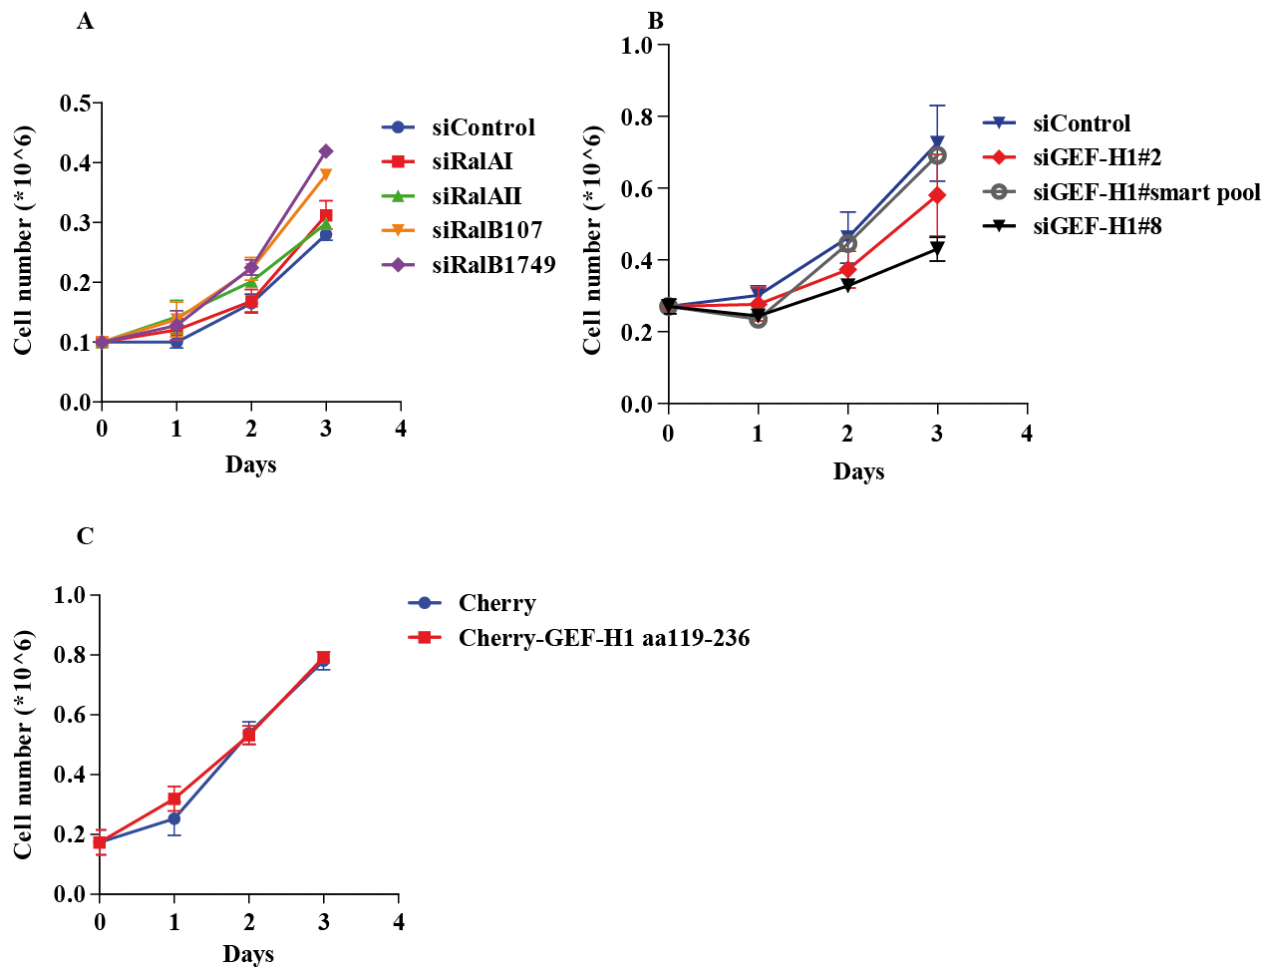 A
B
0.5
0.4
0.3
0.2
0.1
0.0
0 1 2 3 4
Days
Cell number (*10^6)
siControl
siRalAI
siRalAII
siRalB107
siRalB1749
1.0
0.8
0.6
0.4
0.2
0.0
0 1 2 3 4
Days
Cell number (*10^6)
siControl
siGEF-H1#2
siGEF-H1#smart pool
siGEF-H1#8
C
1.0
0.8
0.6
0.4
0.2
0.0
0 1 2 3 4
Days
Cell number (*10^6)
Cherry
Cherry-GEF-H1 aa119-236